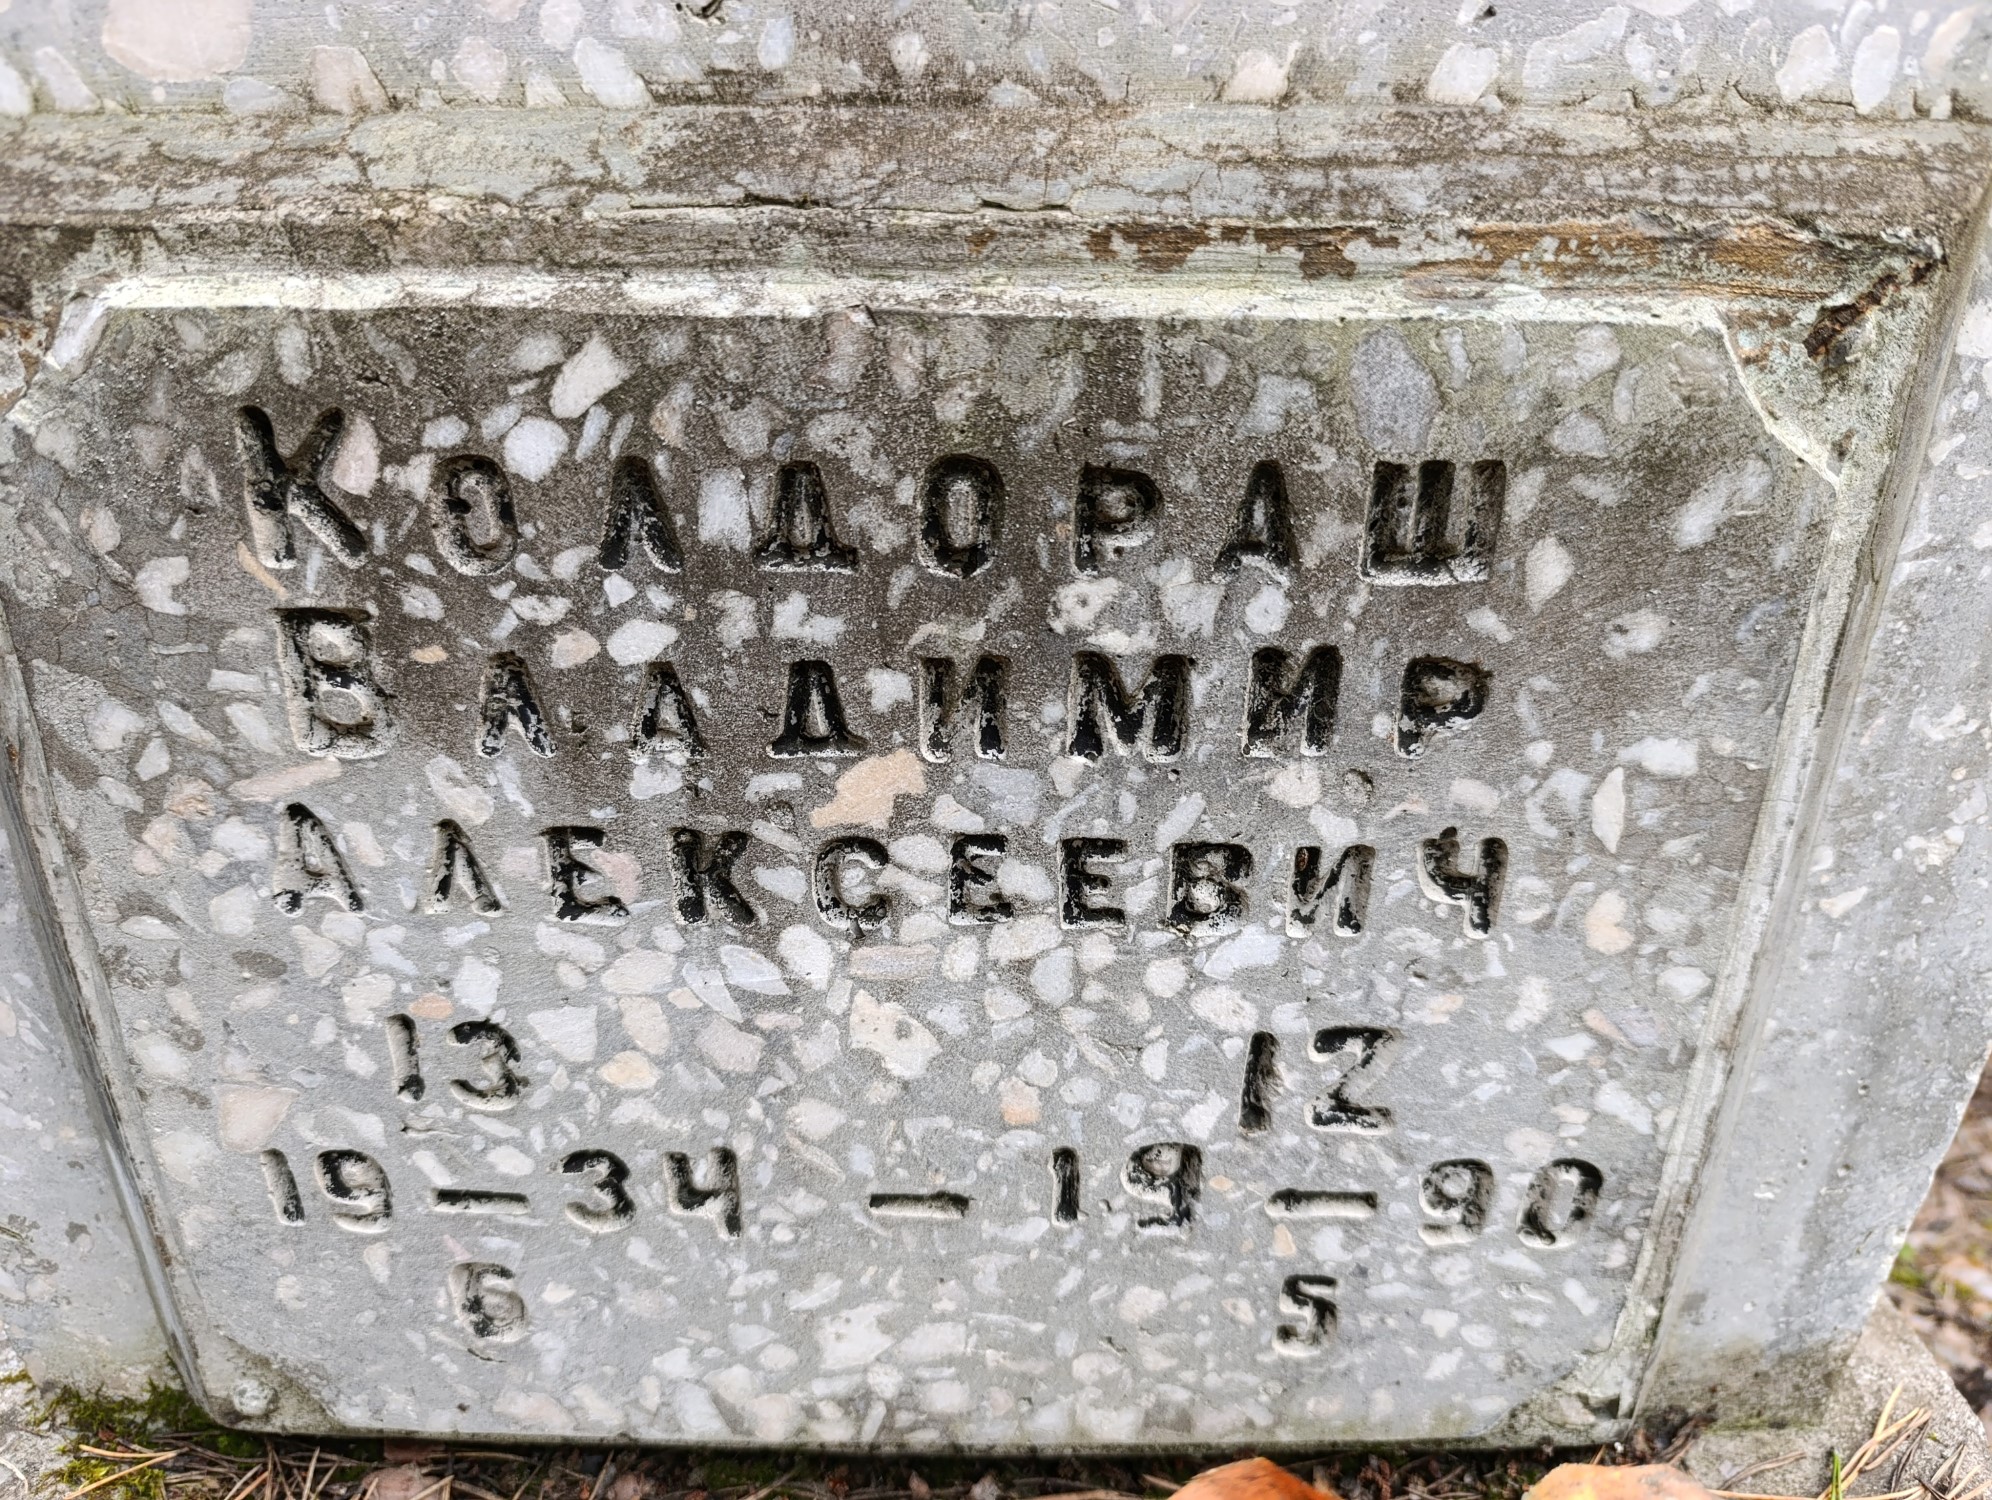 Колдораш
Владимир
Алексеевич
13 12
19 — 34 — 19 — 90
6 5